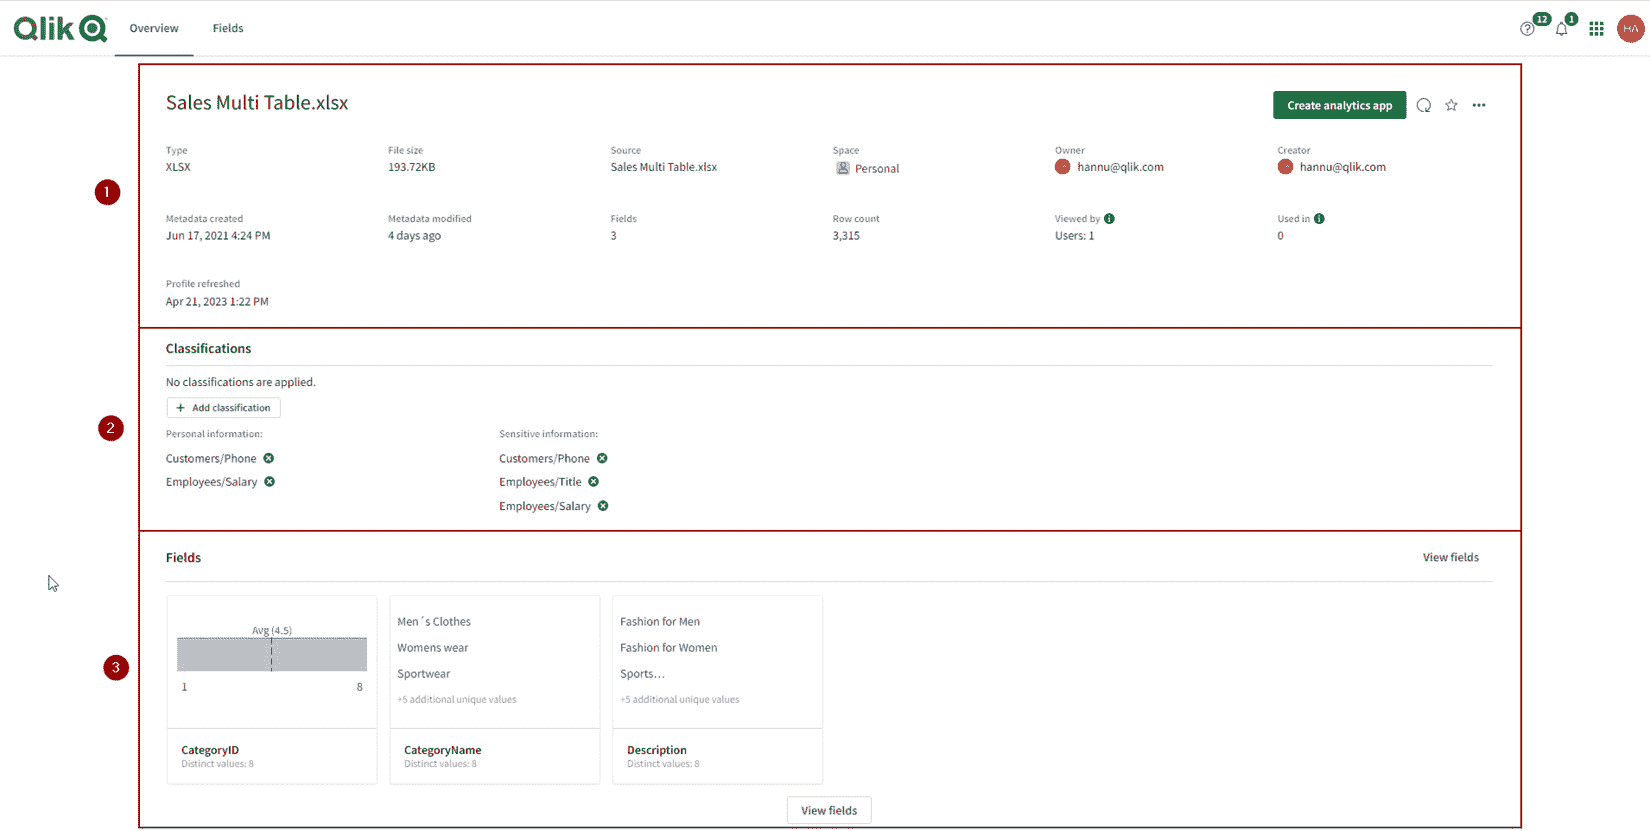 Qlik
Overview
Fields
12
1
HA
Sales Multi Table.xlsx
Create analytics app
Type
XLSX
File size
193.72KB
Source
Sales Multi Table.xlsx
Space
Personal
Owner
hannu@qlik.com
Creator
hannu@qlik.com
1
Metadata created
Jun 17, 2021 4:24 PM
Metadata modified
4 days ago
Fields
3
Row count
3,315
Viewed by
Users: 1
Used in
0
Profile refreshed
Apr 21, 2023 1:22 PM
Classifications
No classifications are applied.
+ Add classification
2
Personal information:
Customers/Phone
Employees/Salary
Sensitive information:
Customers/Phone
Employees/Title
Employees/Salary
Fields
View fields
3
Avg (4.5)
1
8
CategoryID
Distinct values: 8
Men´s Clothes
Womens wear
Sportwear
+5 additional unique values
CategoryName
Distinct values: 8
Fashion for Men
Fashion for Women
Sports...
+5 additional unique values
Description
Distinct values: 8
View fields